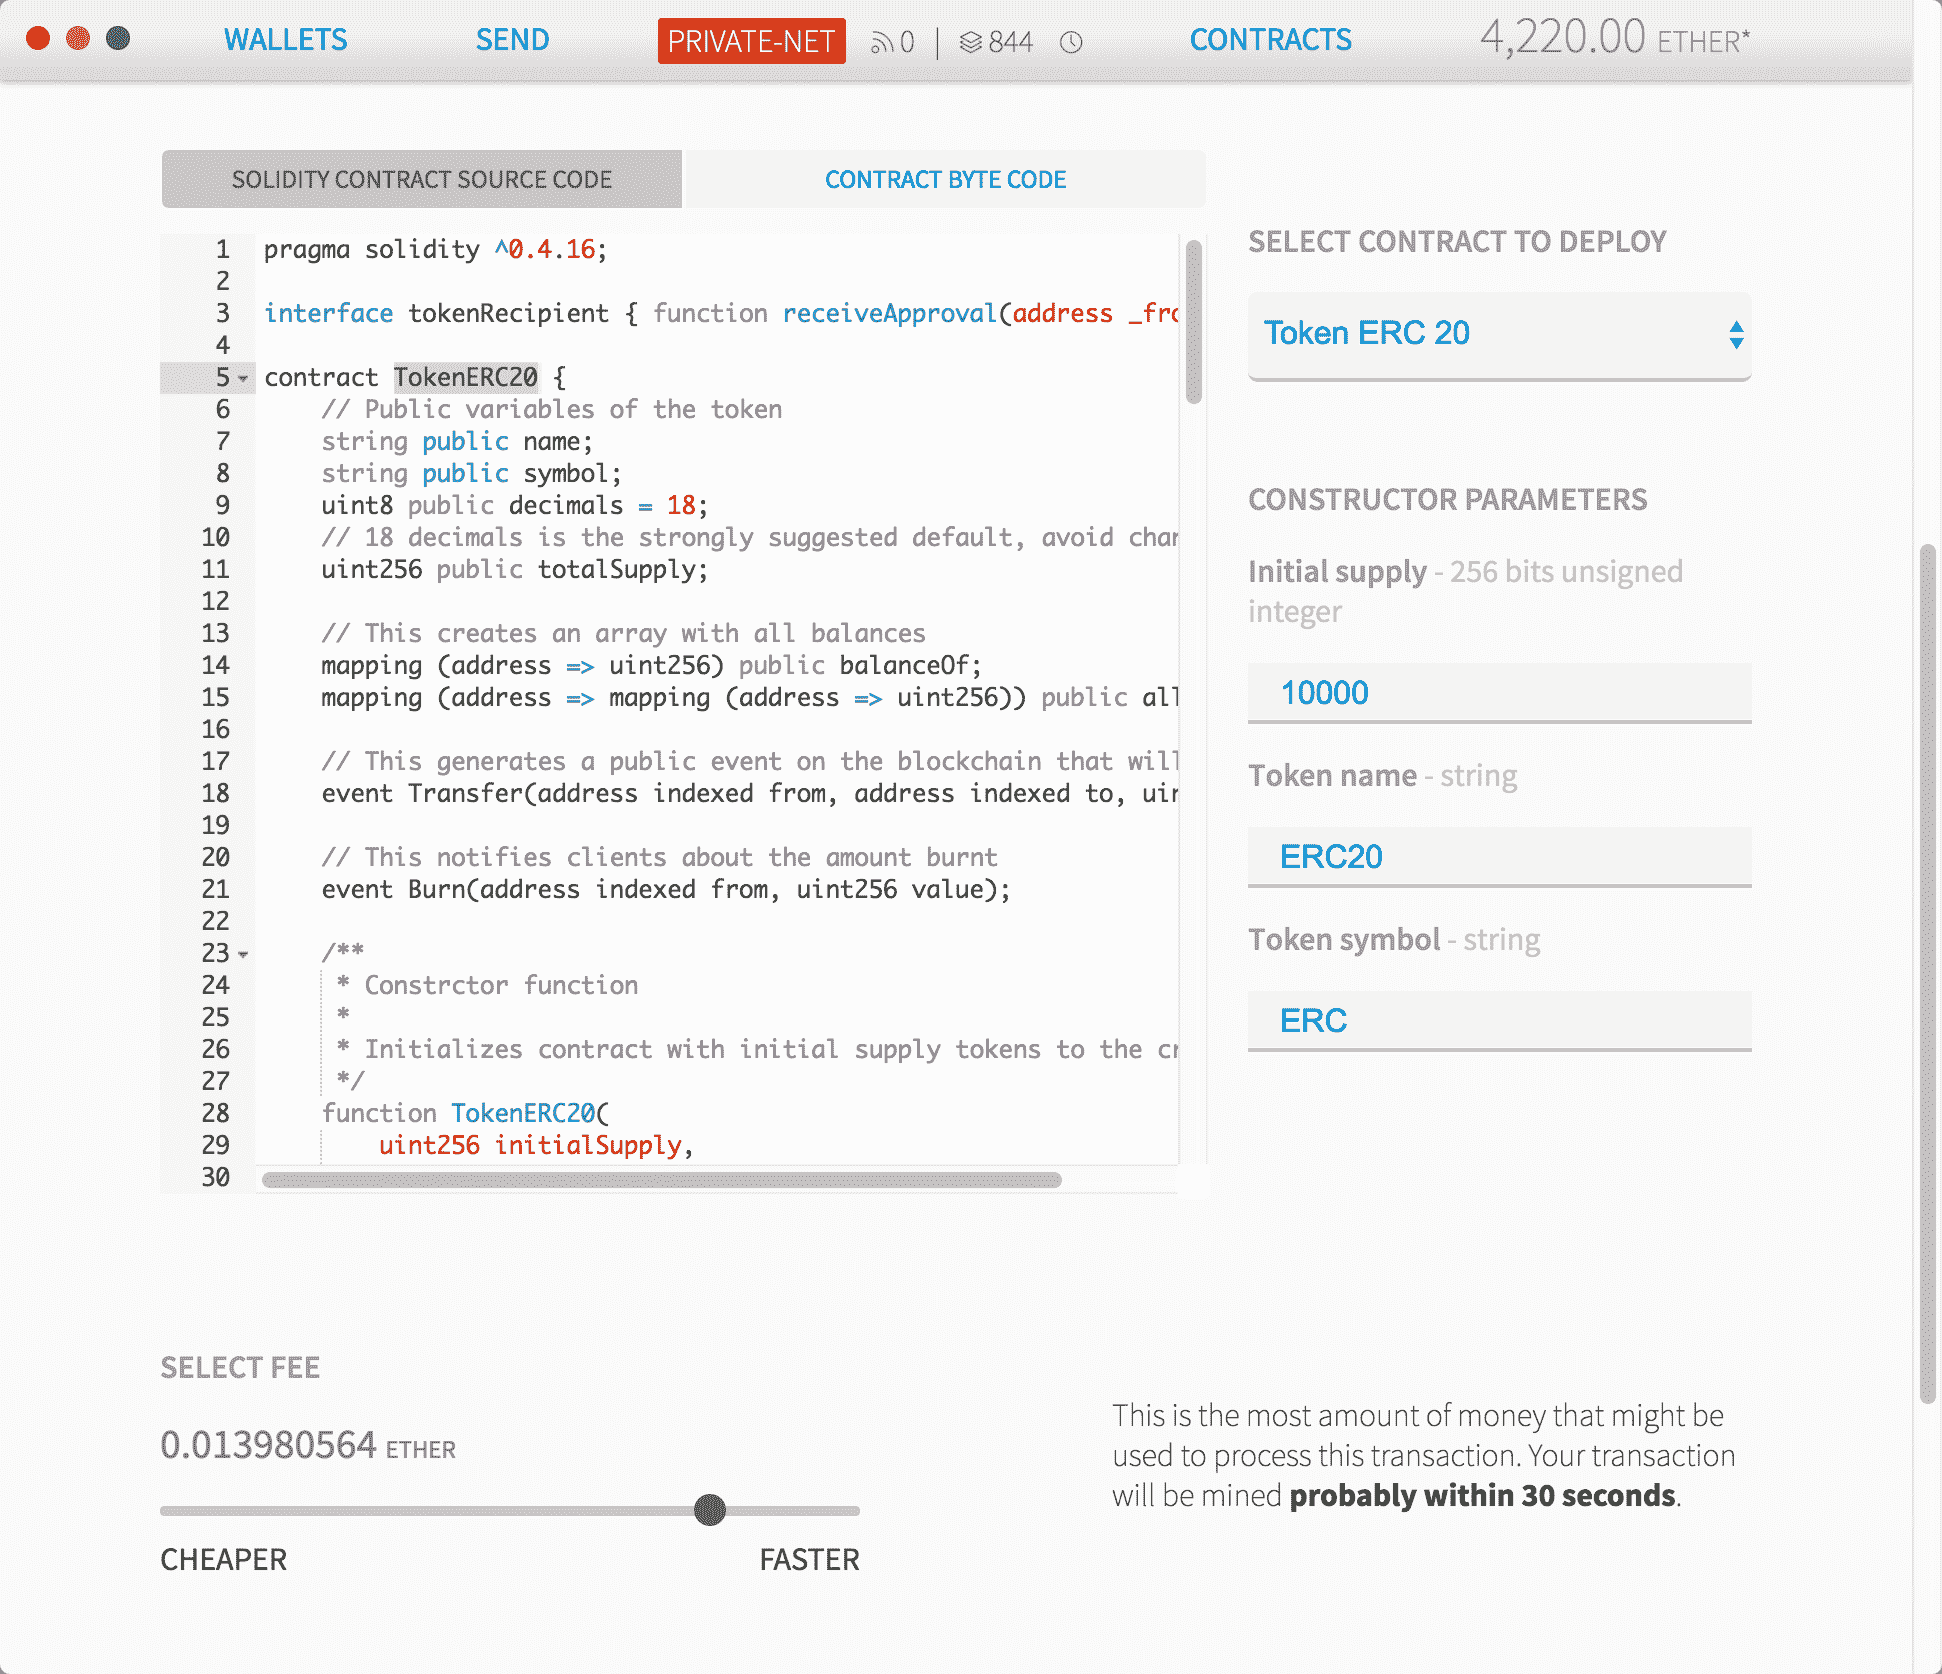 WALLETS SEND PRIVATE-NET 0 | 844 CONTRACTS 4,220.00 ETHER*
SOLIDITY CONTRACT SOURCE CODE CONTRACT BYTE CODE
1 pragma solidity ^0.4.16;
2
3 interface tokenRecipient { function receiveApproval(address _fro
4
5 contract TokenERC20 {
6 // Public variables of the token
7 string public name;
8 string public symbol;
9 uint8 public decimals = 18;
10 // 18 decimals is the strongly suggested default, avoid char
11 uint256 public totalSupply;
12
13 // This creates an array with all balances
14 mapping (address => uint256) public balanceOf;
15 mapping (address => mapping (address => uint256)) public all
16
17 // This generates a public event on the blockchain that will
18 event Transfer(address indexed from, address indexed to, uin
19
20 // This notifies clients about the amount burnt
21 event Burn(address indexed from, uint256 value);
22
23 /**
24 * Constrctor function
25 *
26 * Initializes contract with initial supply tokens to the cr
27 */
28 function TokenERC20(
29 uint256 initialSupply,
30
SELECT CONTRACT TO DEPLOY
Token ERC 20
CONSTRUCTOR PARAMETERS
Initial supply - 256 bits unsigned
integer
10000
Token name - string
ERC20
Token symbol - string
ERC
SELECT FEE
0.013980564 ETHER
CHEAPER FASTER
This is the most amount of money that might be
used to process this transaction. Your transaction
will be mined probably within 30 seconds.